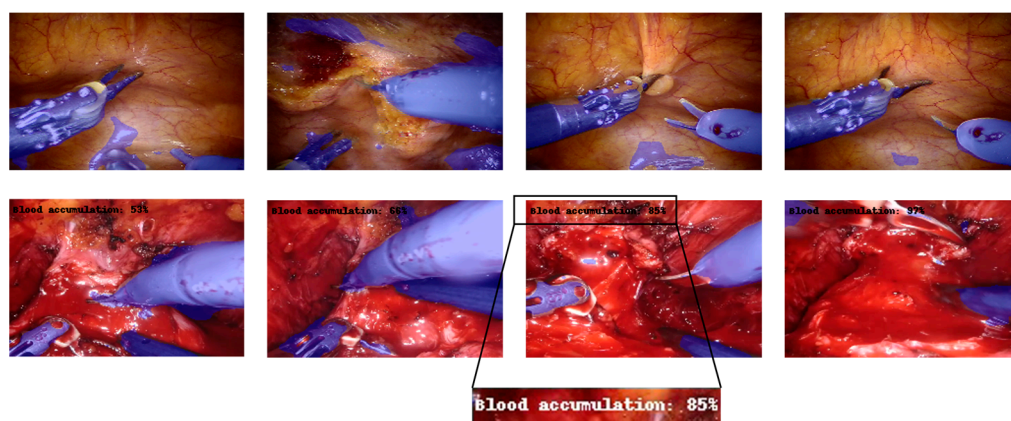 Blood accumulation: 53%
Blood accumulation: 66%
Blood accumulation: 85%
Blood accumulation: 97%
Blood accumulation: 85%